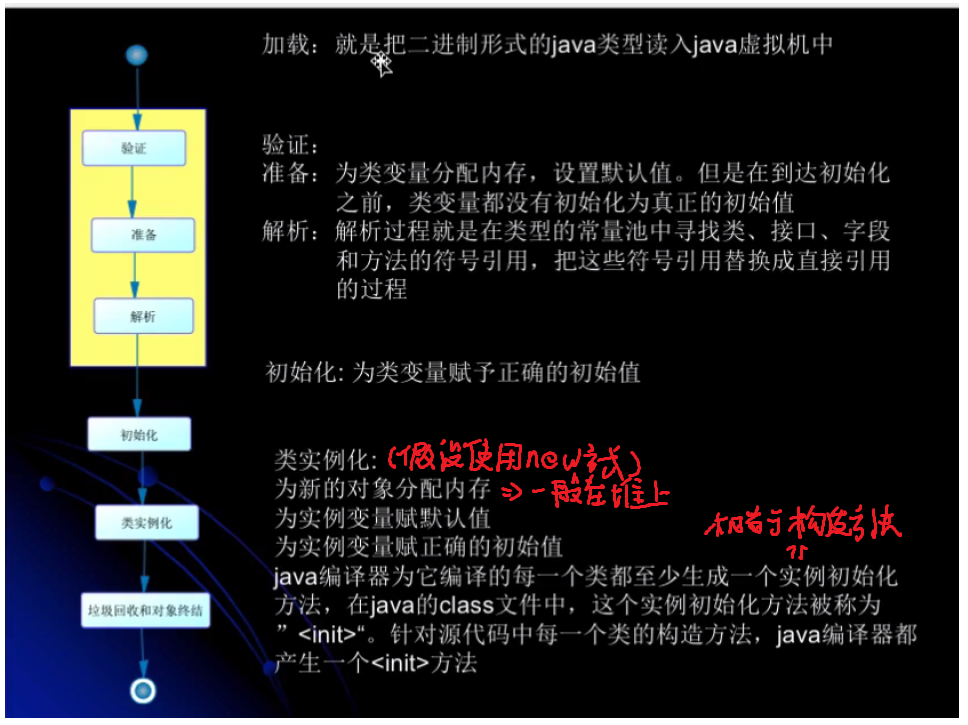 加载：就是把二进制形式的java类型读入java虚拟机中
验证
验证：
准备：为类变量分配内存，设置默认值。但是在到达初始化
之前，类变量都没有初始化为真正的初始值
准备
解析：解析过程就是在类型的常量池中寻找类、接口、字段
和方法的符号引用，把这些符号引用替换成直接引用
的过程
解析
初始化: 为类变量赋予正确的初始值
初始化
类实例化: (假设使用new方式)
为新的对象分配内存 => 一般在堆上
类实例化
为实例变量赋默认值
相当于构造方法
为实例变量赋正确的初始值
java编译器为它编译的每一个类都至少生成一个实例初始化
方法，在java的class文件中，这个实例初始化方法被称为
垃圾回收和对象终结
”<init>“。针对源代码中每一个类的构造方法，java编译器都
产生一个<init>方法